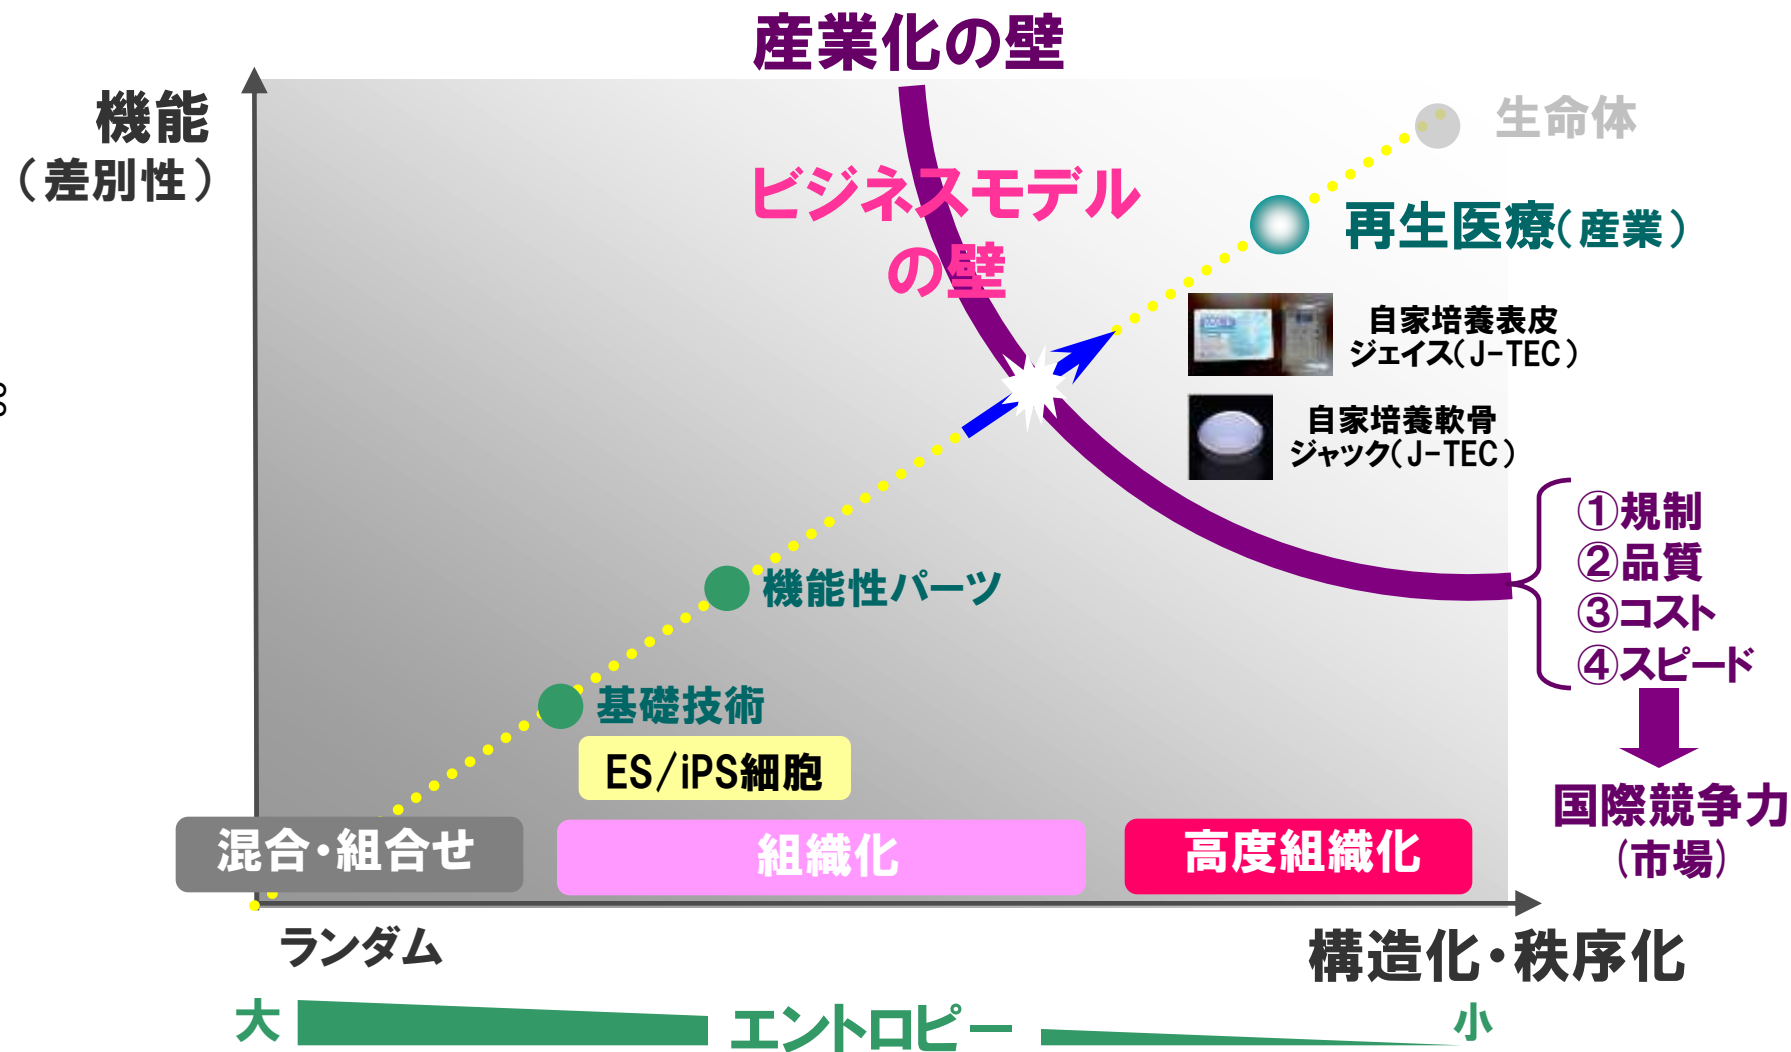 産業化の壁
機能
（差別性）
生命体
ビジネスモデル
の壁
再生医療（産業）
自家培養表皮
ジェイス（J-TEC）
自家培養軟骨
ジャック（J-TEC）
①規制
②品質
③コスト
④スピード
機能性パーツ
基礎技術
ES/iPS細胞
国際競争力
（市場）
混合・組合せ
組織化
高度組織化
ランダム
構造化・秩序化
大
エントロピー
小